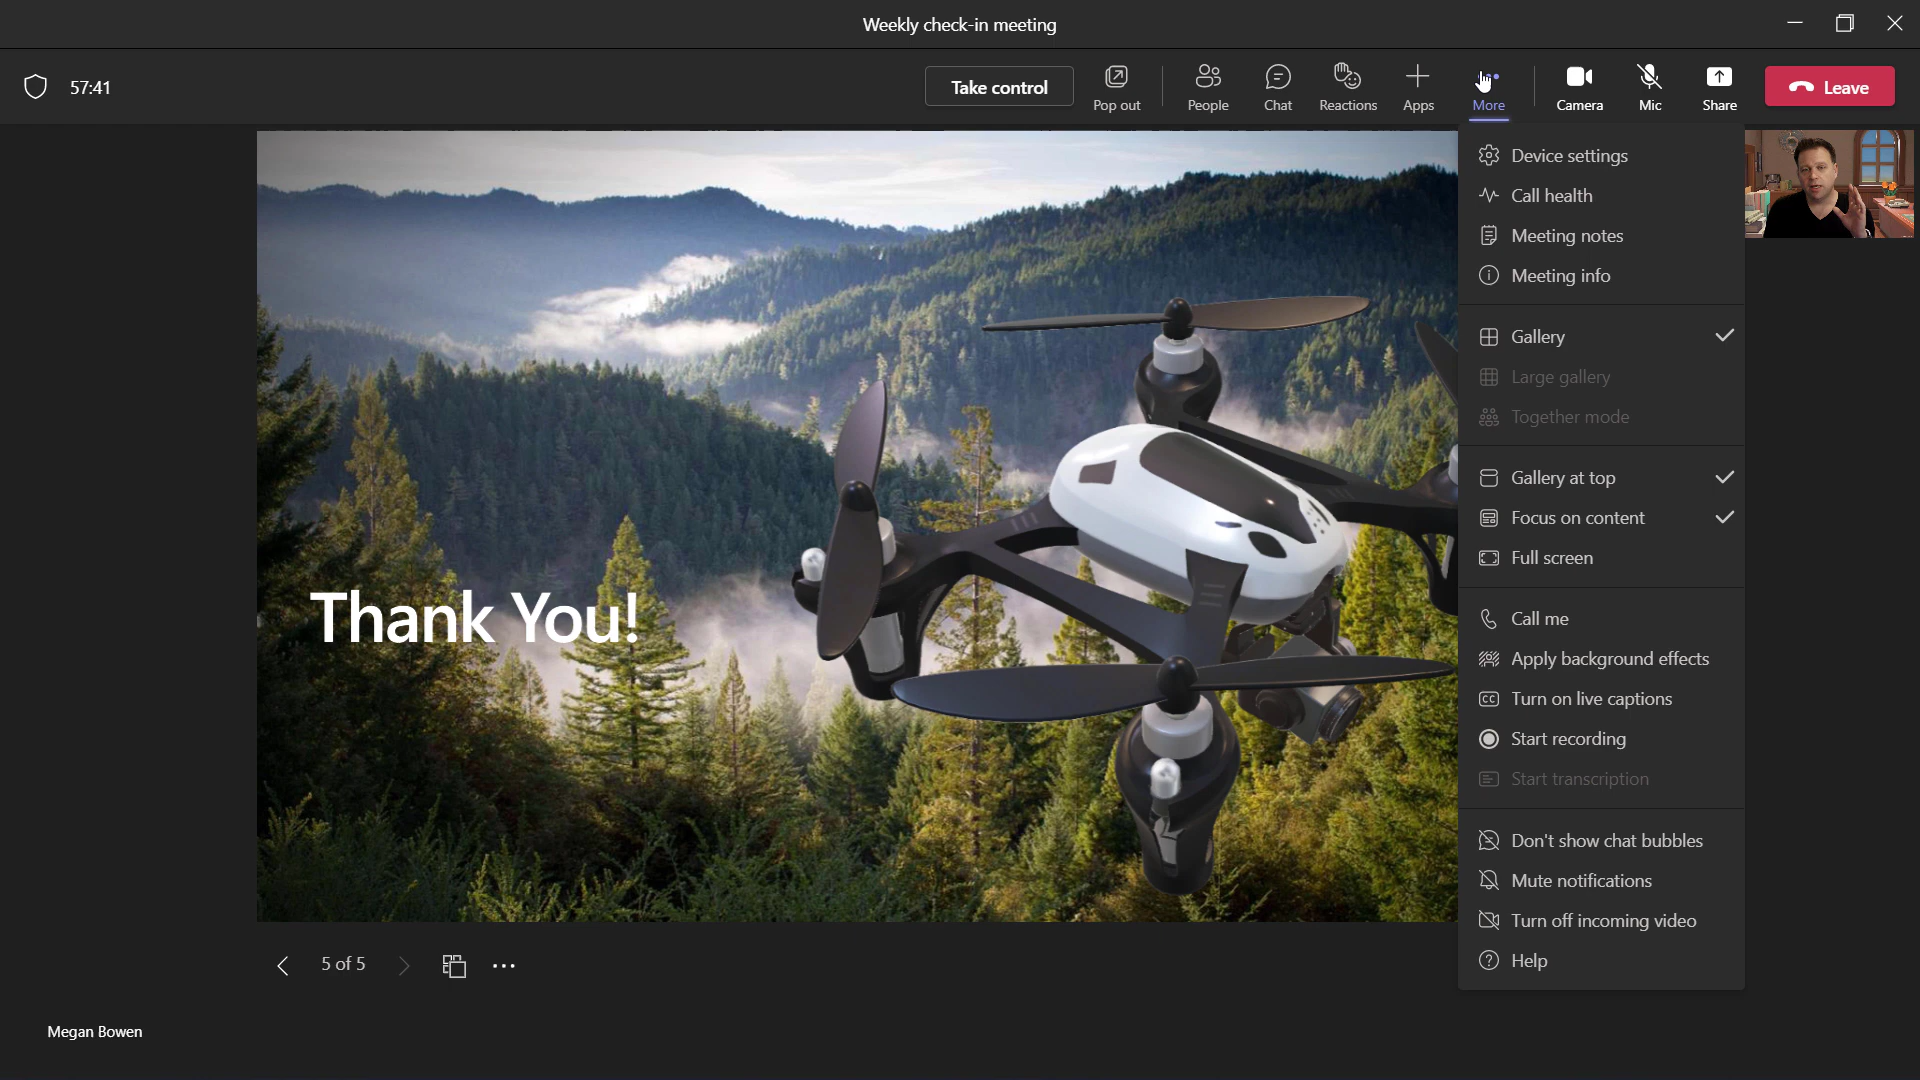 Weekly check-in meeting
57:41
Take control
Pop out
People
Chat
Reactions
Apps
More
Camera
Mic
Share
Leave
Device settings
Call health
Meeting notes
Meeting info
Gallery
Large gallery
Together mode
Gallery at top
Focus on content
Full screen
Call me
Apply background effects
CC Turn on live captions
Start recording
Start transcription
Don't show chat bubbles
Mute notifications
Turn off incoming video
Help
Thank You!
5 of 5
Megan Bowen